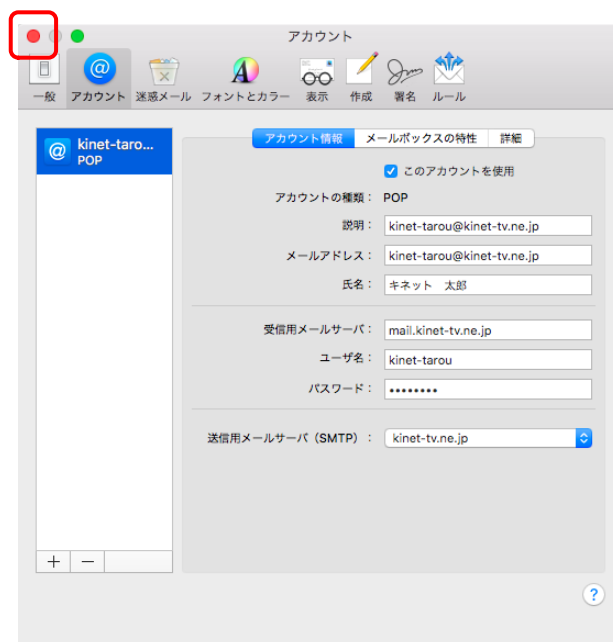 アカウント
一般 アカウント 迷惑メール フォントとカラー 表示 作成 署名 ルール
@ kinet-taro...
POP
アカウント情報 メールボックスの特性 詳細
このアカウントを使用
アカウントの種類： POP
説明： kinet-tarou@kinet-tv.ne.jp
メールアドレス： kinet-tarou@kinet-tv.ne.jp
氏名： キネット　太郎
受信用メールサーバ： mail.kinet-tv.ne.jp
ユーザ名： kinet-tarou
パスワード： ••••••••
送信用メールサーバ（SMTP）： kinet-tv.ne.jp
+ −
?